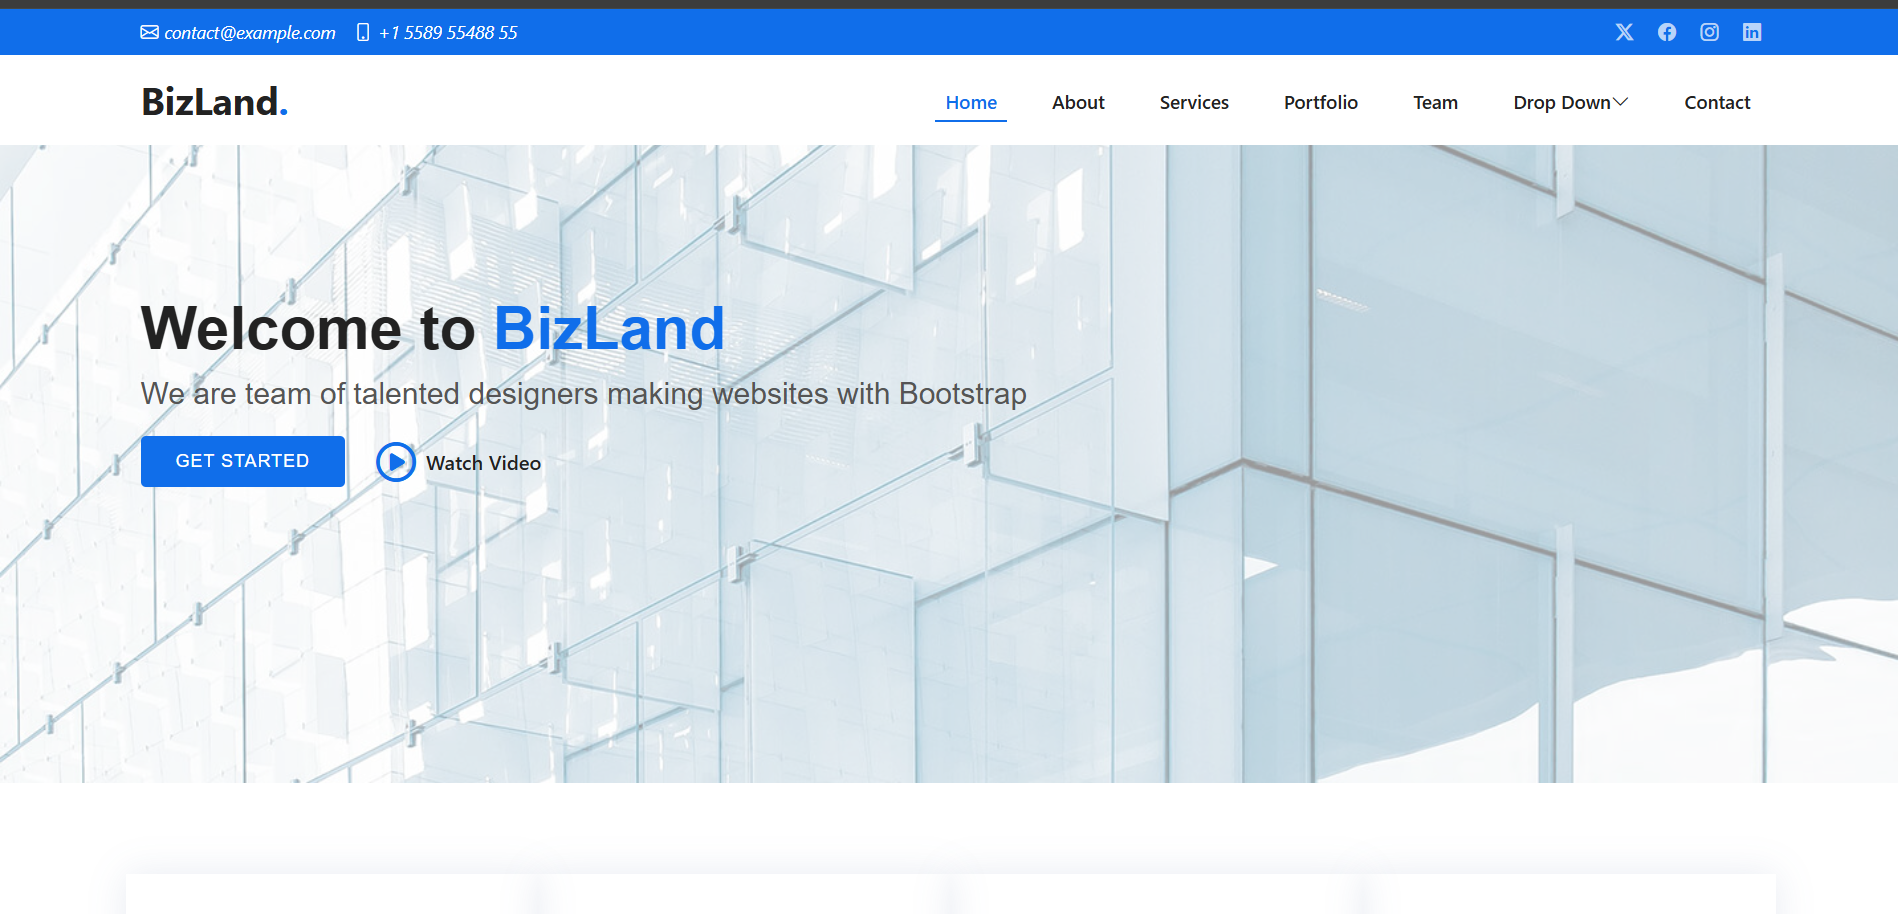 contact@example.com +1 5589 55488 55
BizLand.
Home About Services Portfolio Team Drop Down Contact
Welcome to BizLand
We are team of talented designers making websites with Bootstrap
GET STARTED Watch Video